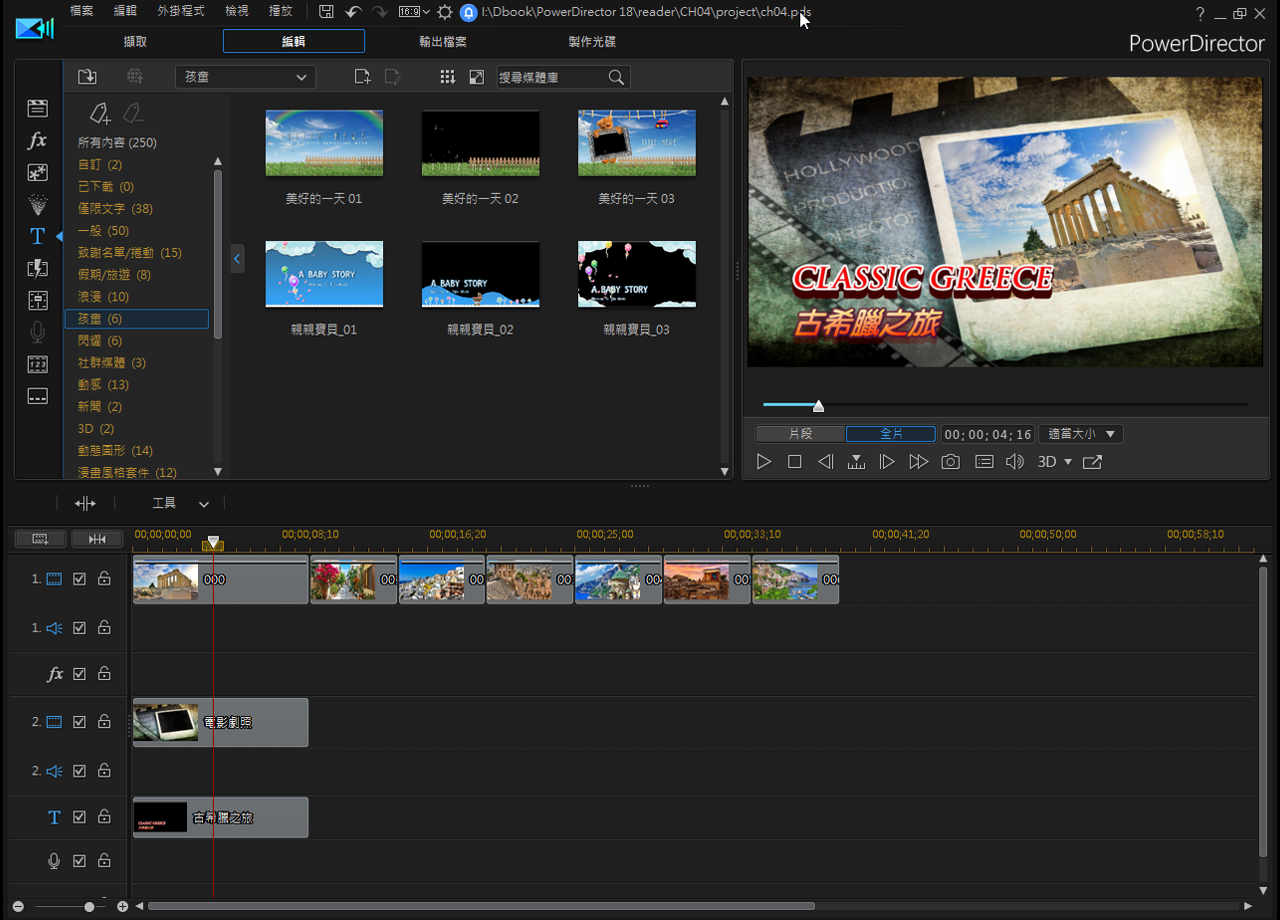 檔案 編輯 外掛程式 檢視 播放 16:9 I:\Dbook\PowerDirector 18\reader\CH04\project\ch04.pds ?
擷取 編輯 輸出檔案 製作光碟
PowerDirector
孩童 搜尋媒體庫
所有內容 (250)
自訂 (2)
已下載 (0)
僅限文字 (38)
一般 (50)
致謝名單/捲動 (15)
假期/旅遊 (8)
浪漫 (10)
孩童 (6)
閃耀 (6)
社群媒體 (3)
動感 (13)
新聞 (2)
3D (2)
動態圖形 (14)
漫畫風格套件 (12)
美好的一天 01 美好的一天 02 美好的一天 03
A BABY STORY A BABY STORY A BABY STORY
親親寶貝_01 親親寶貝_02 親親寶貝_03
HOLLYWOOD
PRODUCTION
DIRECTOR
CLASSIC GREECE
古希臘之旅
片段 全片 00;00;04;16 適當大小
3D
工具
00;00;00;00 00;00;08;10 00;00;16;20 00;00;25;00 00;00;33;10 00;00;41;20 00;00;50;00 00;00;58;10
1. 000 00 00 00 00 00 00
1.
fx
2. 電影劇照
2.
T CLASSIC GREECE 古希臘之旅